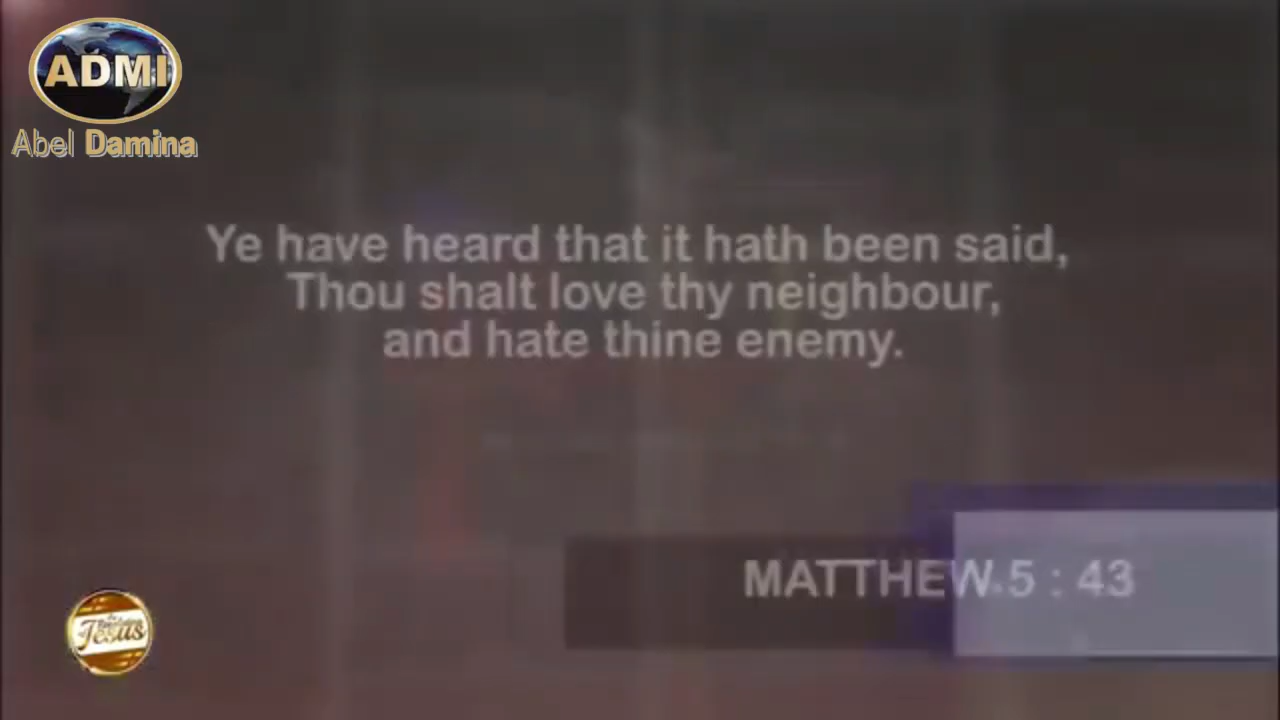 ADMI
Abel Damina
Ye have heard that it hath been said,
Thou shalt love thy neighbour,
and hate thine enemy.
MATTHEW 5 : 43
Jesus